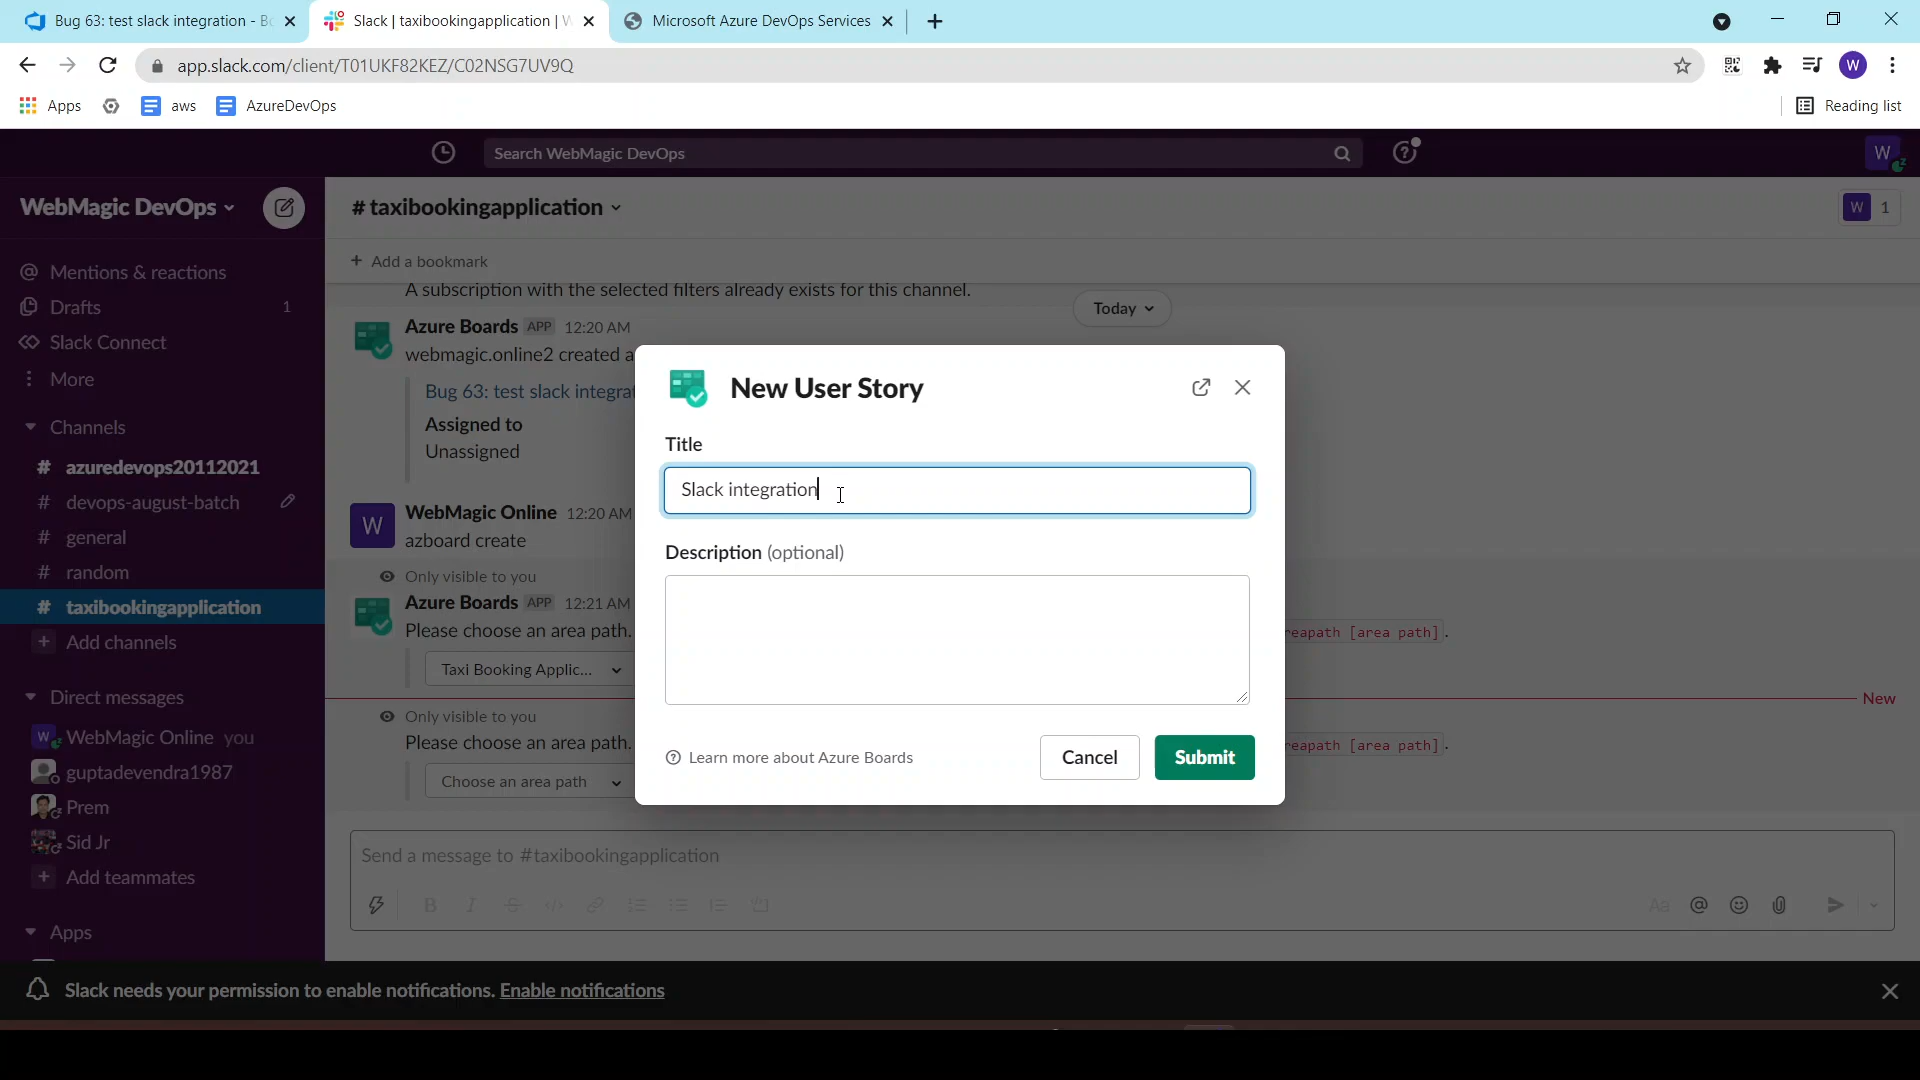 Bug 63: test slack integration - Bo
Slack | taxibookingapplication | W
Microsoft Azure DevOps Services
app.slack.com/client/T01UKF82KEZ/C02NSG7UV9Q
W
Apps
aws
AzureDevOps
Reading list
Search WebMagic DevOps
W
WebMagic DevOps
# taxibookingapplication
W 1
Add a bookmark
Mentions & reactions
Drafts 1
Slack Connect
More
Channels
# azuredevops20112021
# devops-august-batch
# general
# random
# taxibookingapplication
+ Add channels
Direct messages
W WebMagic Online you
guptadevendra1987
Prem
Sid Jr
+ Add teammates
Apps
A subscription with the selected filters already exists for this channel.
Today
Azure Boards APP 12:20 AM
webmagic.online2 created a
Bug 63: test slack integrat
Assigned to
Unassigned
W WebMagic Online 12:20 AM
azboard create
Only visible to you
Azure Boards APP 12:21 AM
Please choose an area path.
reapath [area path].
Taxi Booking Applic...
New
Only visible to you
Please choose an area path.
reapath [area path].
Choose an area path
New User Story
Title
Slack integration
Description (optional)
Learn more about Azure Boards
Cancel
Submit
Send a message to #taxibookingapplication
B I S </> Aa @
Slack needs your permission to enable notifications. Enable notifications